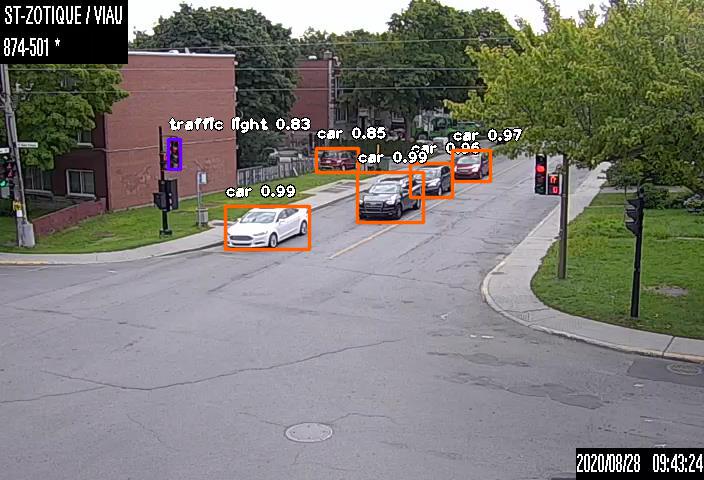 ST-ZOTIQUE / VIAU
874-501 *
traffic light 0.83
car 0.85
car 0.97
car 0.96
car 0.99
car 0.99
2020/08/28 09:43:24